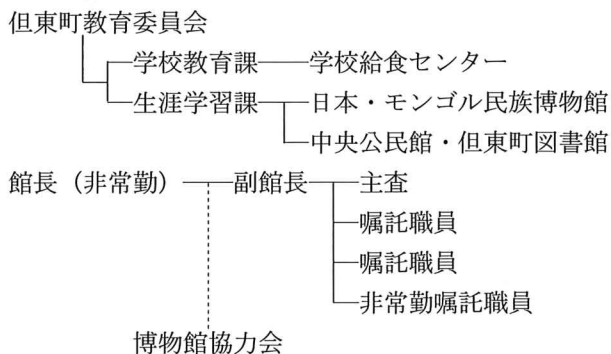 但東町教育委員会
学校教育課 学校給食センター
生涯学習課 日本・モンゴル民族博物館
中央公民館・但東町図書館
館長（非常勤） 副館長 主査
嘱託職員
嘱託職員
非常勤嘱託職員
博物館協力会